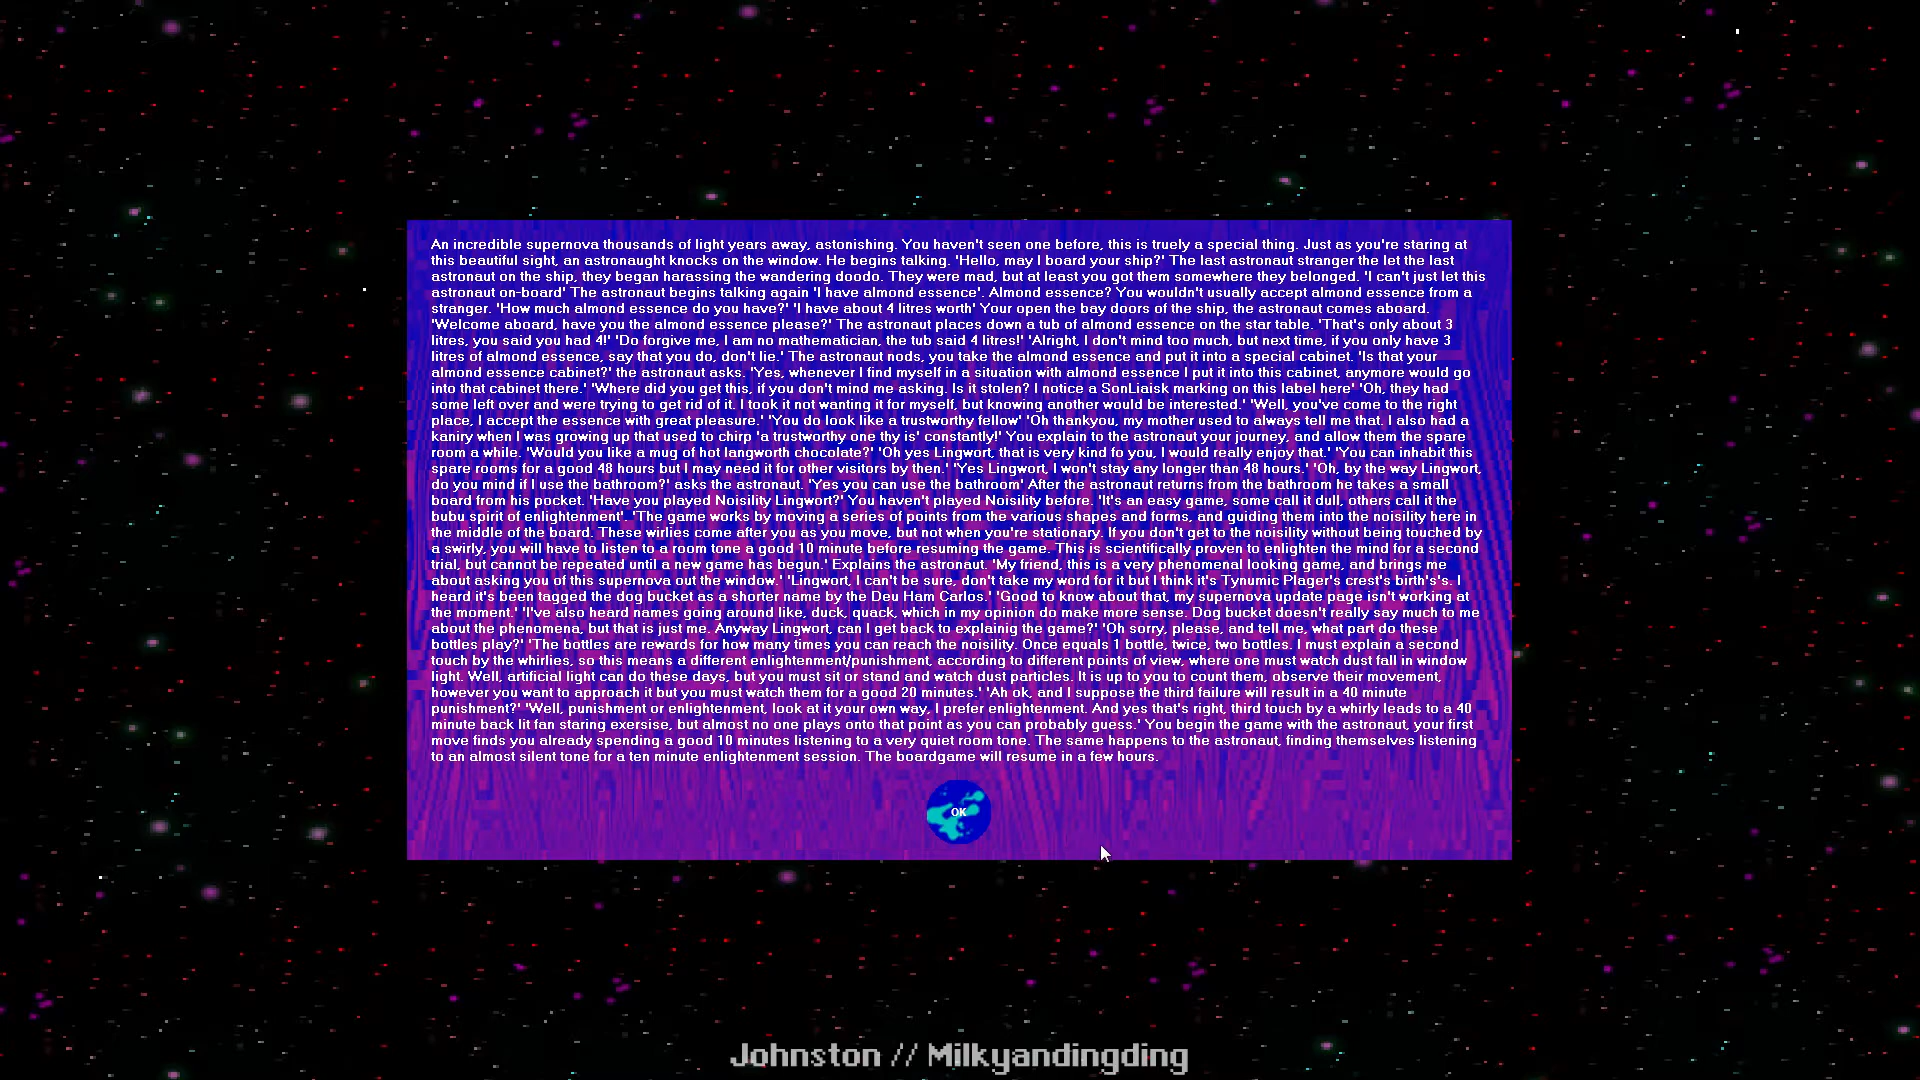 An incredible supernova thousands of light years away, astonishing. You haven't seen one before, this is truely a special thing. Just as you're staring at
this beautiful sight, an astronaught knocks on the window. He begins talking. 'Hello, may I board your ship?' The last astronaut stranger the let the last
astronaut on the ship, they began harassing the wandering doodo. They were mad, but at least you got them somewhere they belonged. 'I can't just let this
astronaut on-board' The astronaut begins talking again 'I have almond essence'. Almond essence? You wouldn't usually accept almond essence from a
stranger. 'How much almond essence do you have?' 'I have about 4 litres worth' Your open the bay doors of the ship, the astronaut comes aboard.
'Welcome aboard, have you the almond essence please?' The astronaut places down a tub of almond essence on the star table. 'That's only about 3
litres, you said you had 4!' 'Do forgive me, I am no mathematician, the tub said 4 litres!' 'Alright, I don't mind too much, but next time, if you only have 3
litres of almond essence, say that you do, don't lie.' The astronaut nods, you take the almond essence and put it into a special cabinet. 'Is that your
almond essence cabinet?' the astronaut asks. 'Yes, whenever I find myself in a situation with almond essence I put it into this cabinet, anymore would go
into that cabinet there.' 'Where did you get this, if you don't mind me asking. Is it stolen? I notice a SonLiaisk marking on this label here' 'Oh, they had
some left over and were trying to get rid of it. I took it not wanting it for myself, but knowing another would be interested.' 'Well, you've come to the right
place, I accept the essence with great pleasure.' 'You do look like a trustworthy fellow' 'Oh thankyou, my mother used to always tell me that. I also had a
kaniry when I was growing up that used to chirp 'a trustworthy one thy is' constantly!' You explain to the astronaut your journey, and allow them the spare
room a while. 'Would you like a mug of hot langworth chocolate?' 'Oh yes Lingwort, that is very kind fo you, I would really enjoy that.' 'You can inhabit this
spare rooms for a good 48 hours but I may need it for other visitors by then.' 'Yes Lingwort, I won't stay any longer than 48 hours.' 'Oh, by the way Lingwort,
do you mind if I use the bathroom?' asks the astronaut. 'Yes you can use the bathroom' After the astronaut returns from the bathroom he takes a small
board from his pocket. 'Have you played Noisility Lingwort?' You haven't played Noisility before. 'It's an easy game, some call it dull, others call it the
bubu spirit of enlightenment'. 'The game works by moving a series of points from the various shapes and forms, and guiding them into the noisility here in
the middle of the board. These wirlies come after you as you move, but not when you're stationary. If you don't get to the noisility without being touched by
a swirly, you will have to listen to a room tone a good 10 minute before resuming the game. This is scientifically proven to enlighten the mind for a second
trial, but cannot be repeated until a new game has begun.' Explains the astronaut. 'My friend, this is a very phenomenal looking game, and brings me
about asking you of this supernova out the window.' 'Lingwort, I can't be sure, don't take my word for it but I think it's Tynumic Plager's crest's birth's's. I
heard it's been tagged the dog bucket as a shorter name by the Deu Ham Carlos.' 'Good to know about that, my supernova update page isn't working at
the moment.' 'I've also heard names going around like, duck, quack, which in my opinion do make more sense. Dog bucket doesn't really say much to me
about the phenomena, but that is just me. Anyway Lingwort, can I get back to explainig the game?' 'Oh sorry, please, and tell me, what part do these
bottles play?' 'The bottles are rewards for how many times you can reach the noisility. Once equals 1 bottle, twice, two bottles. I must explain a second
touch by the whirlies, so this means a different enlightenment/punishment, according to different points of view, where one must watch dust fall in window
light. Well, artificial light can do these days, but you must sit or stand and watch dust particles. It is up to you to count them, observe their movement,
however you want to approach it but you must watch them for a good 20 minutes.' 'Ah ok, and I suppose the third failure will result in a 40 minute
punishment?' 'Well, punishment or enlightenment, look at it your own way, I prefer enlightenment. And yes that's right, third touch by a whirly leads to a 40
minute back lit fan staring exersise, but almost no one plays onto that point as you can probably guess.' You begin the game with the astronaut, your first
move finds you already spending a good 10 minutes listening to a very quiet room tone. The same happens to the astronaut, finding themselves listening
to an almost silent tone for a ten minute enlightenment session. The boardgame will resume in a few hours.
OK
Johnston // Milkyandingding